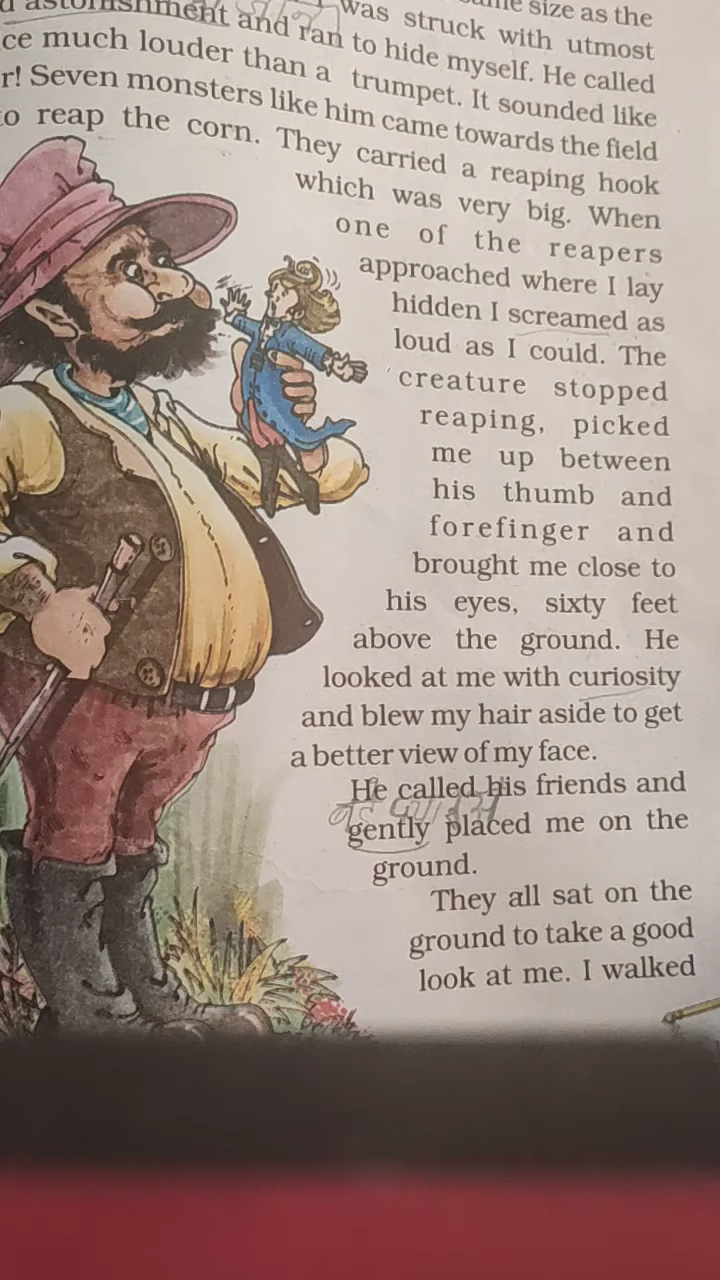 size as the
was struck with utmost
astonishment and ran to hide myself. He called
ce much louder than a trumpet. It sounded like
r! Seven monsters like him came towards the field
to reap the corn. They carried a reaping hook
which was very big. When
one of the reapers
approached where I lay
hidden I screamed as
loud as I could. The
creature stopped
reaping, picked
me up between
his thumb and
forefinger and
brought me close to
his eyes, sixty feet
above the ground. He
looked at me with curiosity
and blew my hair aside to get
a better view of my face.
He called his friends and
gently placed me on the
ground.
They all sat on the
ground to take a good
look at me. I walked